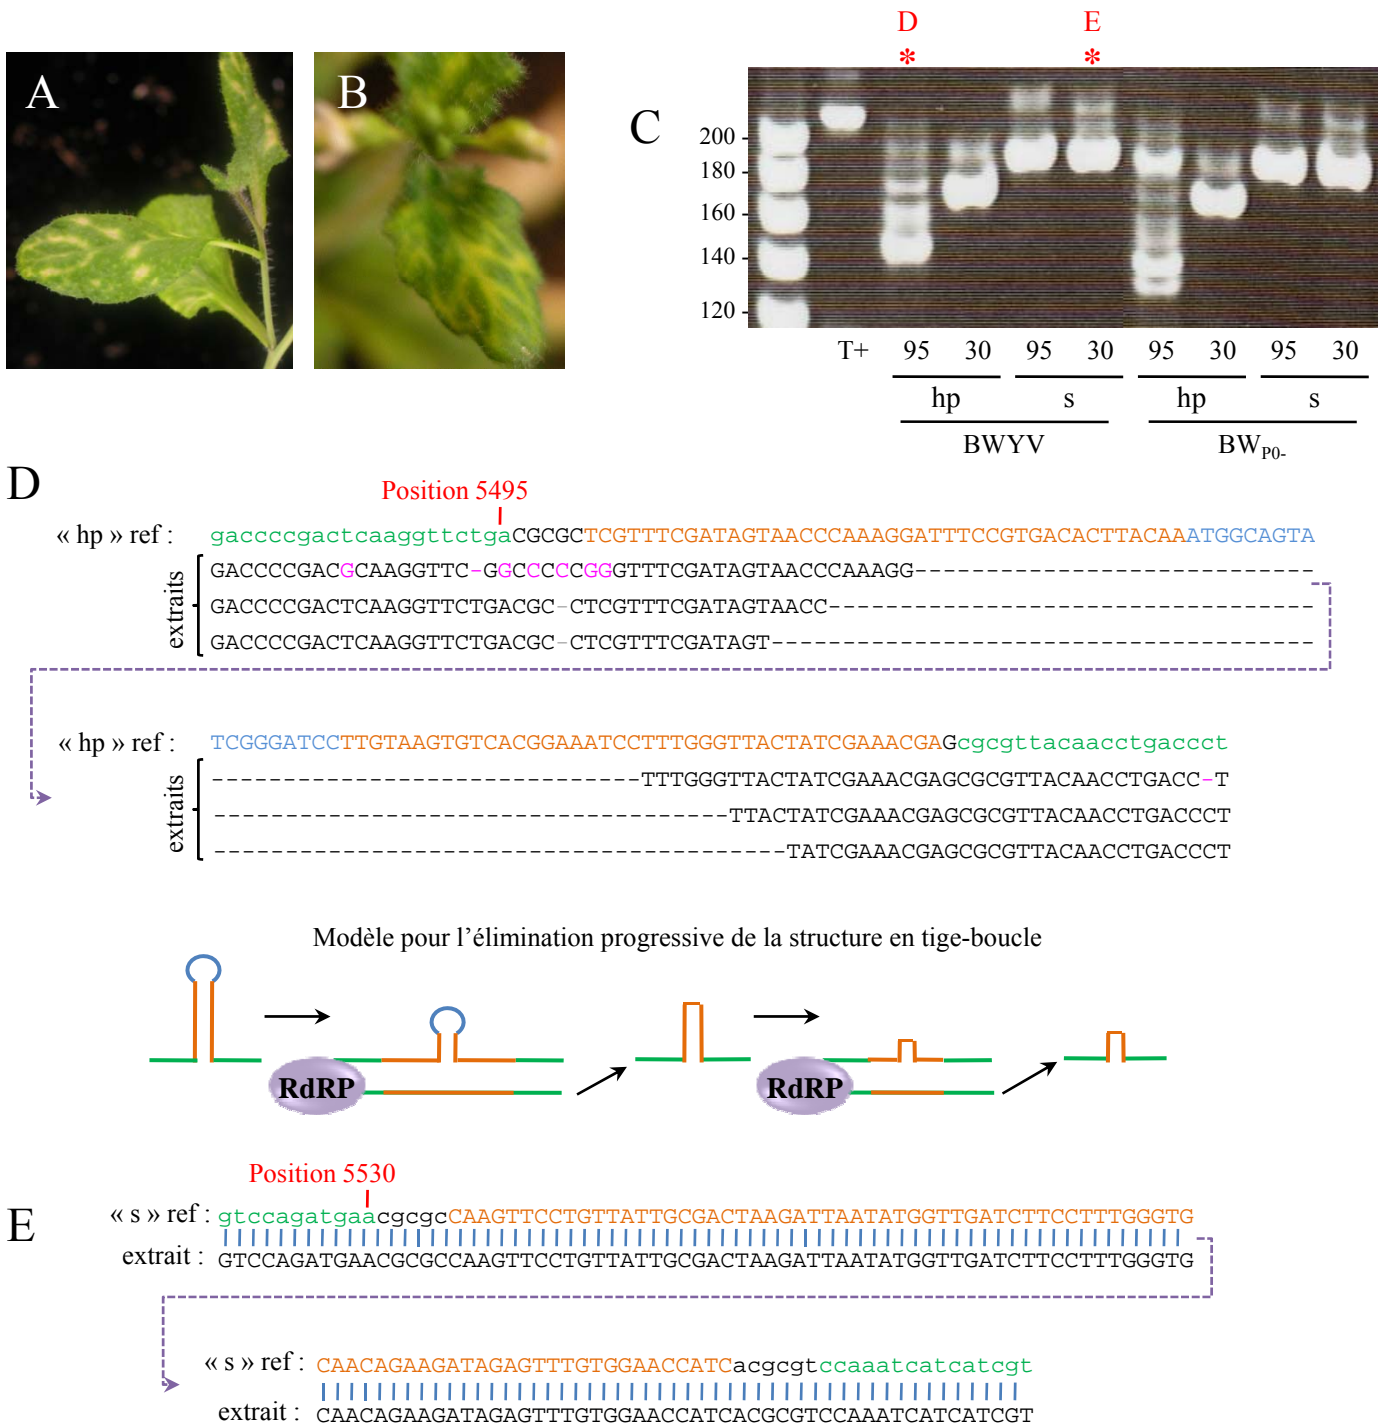 A
B
C
D
E
*
*
200
180
160
140
120
T+ 95 30 95 30 95 30 95 30
hp s hp s
BWYV BWP0-
D
Position 5495
« hp » ref : gaccccgactcaaggttctgaCGCGCTCGTTTCGATAGTAACCCAAAGGATTTCCGTGACACTTACAAATGGCAGTA
extraits
GACCCCGACGCAAGGTTC-GGCCCCCGGGTTTCGATAGTAACCCAAAGG---------------------------
GACCCCGACTCAAGGTTCTGACGC-CTCGTTTCGATAGTAACC---------------------------------
GACCCCGACTCAAGGTTCTGACGC-CTCGTTTCGATAGT-------------------------------------
« hp » ref : TCGGGATCCTTGTAAGTGTCACGGAAATCCTTTGGGTTACTATCGAAACGAGcgcgttacaacctgaccct
extraits
------------------------------TTTGGGTTACTATCGAAACGAGCGCGTTACAACCTGACC-T
------------------------------------TTACTATCGAAACGAGCGCGTTACAACCTGACCCT
----------------------------------------TATCGAAACGAGCGCGTTACAACCTGACCCT
Modèle pour l’élimination progressive de la structure en tige-boucle
RdRP
RdRP
Position 5530
E
« s » ref : gtccagatgaacgcgcCAAGTTCCTGTTATTGCGACTAAGATTAATATGGTTGATCTTCCTTTGGGTG
extrait : GTCCAGATGAACGCGCCAAGTTCCTGTTATTGCGACTAAGATTAATATGGTTGATCTTCCTTTGGGTG
« s » ref : CAACAGAAGATAGAGTTTGTGGAACCATCacgcgtccaaatcatcatcgt
extrait : CAACAGAAGATAGAGTTTGTGGAACCATCACGCGTCCAAATCATCATCGT